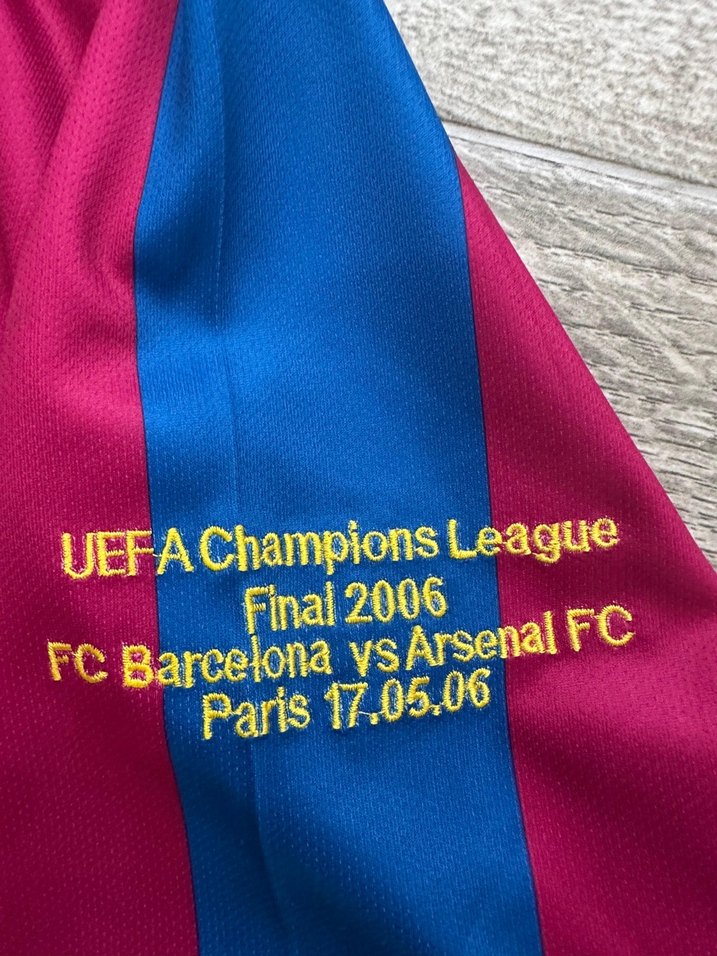 UEFA Champions League
Final 2006
FC Barcelona vs Arsenal FC
Paris 17.05.06